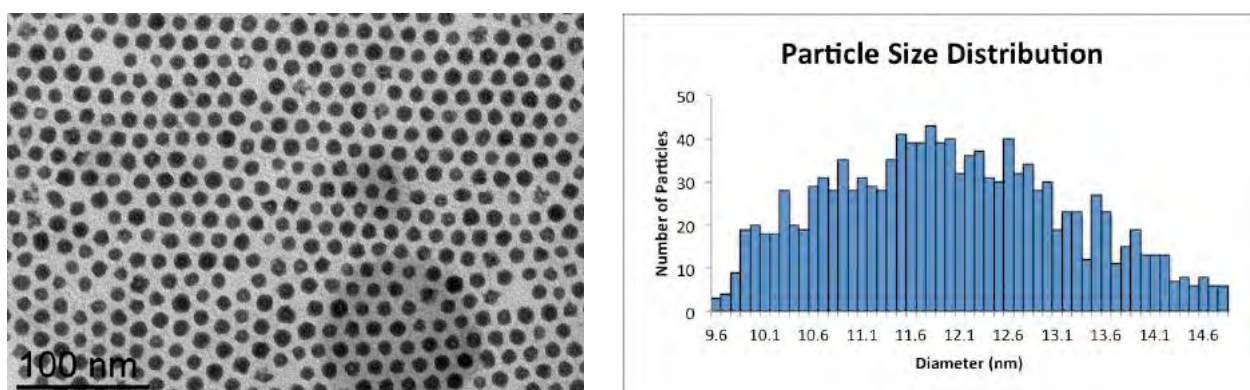 100 nm
Particle Size Distribution
50
40
30
20
10
0
Number of Particles
9.6 10.1 10.6 11.1 11.6 12.1 12.6 13.1 13.6 14.1 14.6
Diameter (nm)